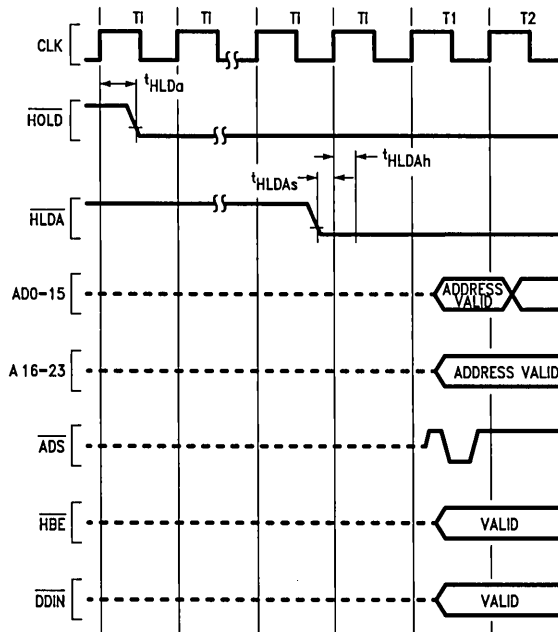 Ti Ti Ti Ti T1 T2
CLK
tHLDa
HOLD
tHLDAh
tHLDAs
HLDA
AD0-15
ADDRESS
VALID
A 16-23
ADDRESS VALID
ADS
HBE
VALID
DDIN
VALID